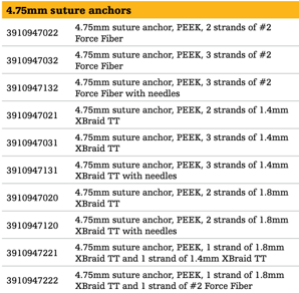 4.75mm suture anchors
3910947022 4.75mm suture anchor, PEEK, 2 strands of #2
Force Fiber
3910947032 4.75mm suture anchor, PEEK, 3 strands of #2
Force Fiber
3910947132 4.75mm suture anchor, PEEK, 3 strands of #2
Force Fiber with needles
3910947021 4.75mm suture anchor, PEEK, 2 strands of 1.4mm
XBraid TT
3910947031 4.75mm suture anchor, PEEK, 3 strands of 1.4mm
XBraid TT
3910947131 4.75mm suture anchor, PEEK, 3 strands of 1.4mm
XBraid TT with needles
3910947020 4.75mm suture anchor, PEEK, 2 strands of 1.8mm
XBraid TT
3910947120 4.75mm suture anchor, PEEK, 2 strands of 1.8mm
XBraid TT with needles
3910947221 4.75mm suture anchor, PEEK, 1 strand of 1.8mm
XBraid TT and 1 strand of 1.4mm XBraid TT
3910947222 4.75mm suture anchor, PEEK, 1 strand of 1.8mm
XBraid TT and 1 strand of #2 Force Fiber